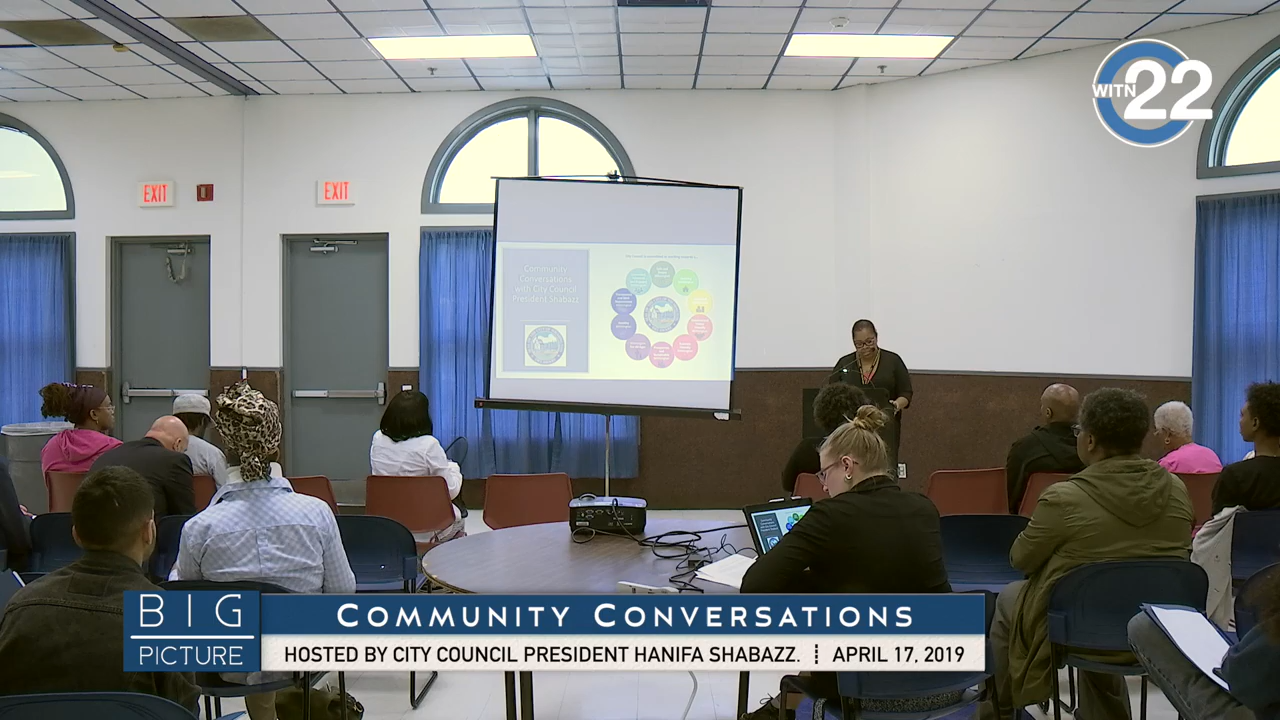 WITN 22
EXIT
EXIT
Community
Conversations
with City Council
President Shabazz
BIG
PICTURE
COMMUNITY CONVERSATIONS
HOSTED BY CITY COUNCIL PRESIDENT HANIFA SHABAZZ. ¦ APRIL 17, 2019